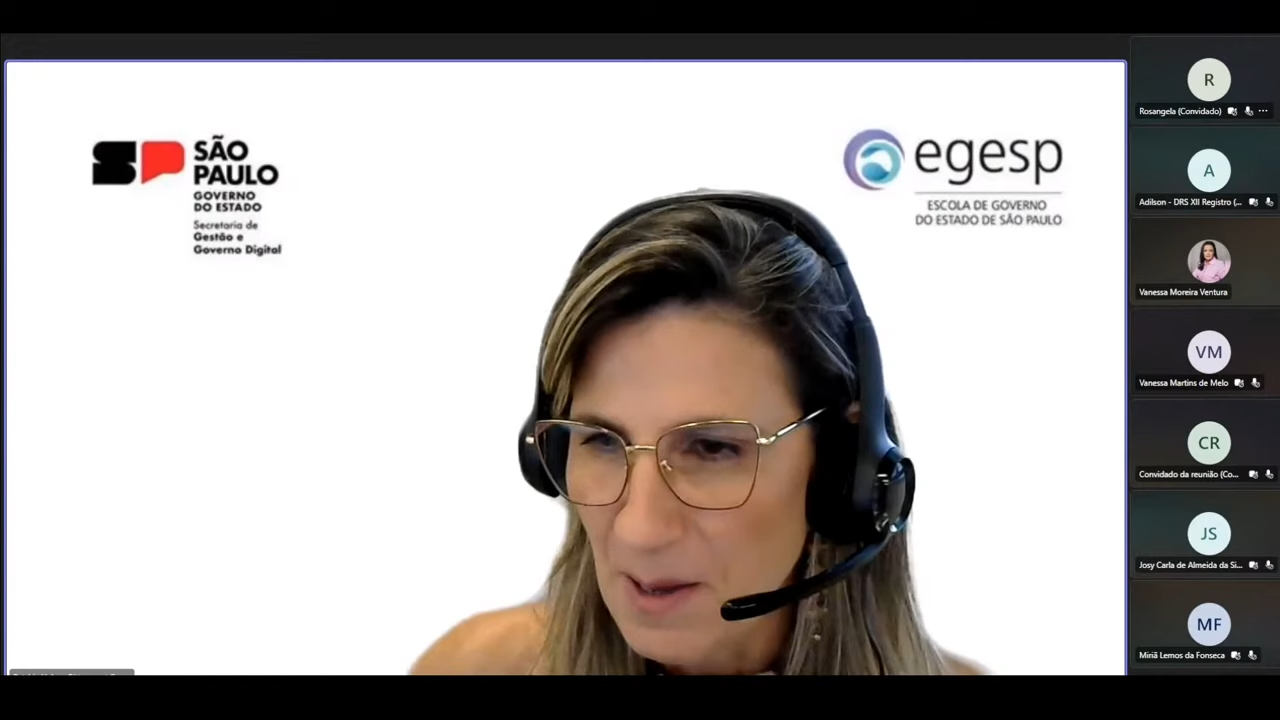 SÃO
PAULO
GOVERNO
DO ESTADO
Secretaria de
Gestão e
Governo Digital
egesp
ESCOLA DE GOVERNO
DO ESTADO DE SÃO PAULO
R
Rosangela (Convidado)
A
Adilson - DRS XII Registro (...
Vanessa Moreira Ventura
VM
Vanessa Martins de Melo
CR
Convidado da reunião (Co...
JS
Josy Carla de Almeida da Si...
MF
Miriã Lemos da Fonseca